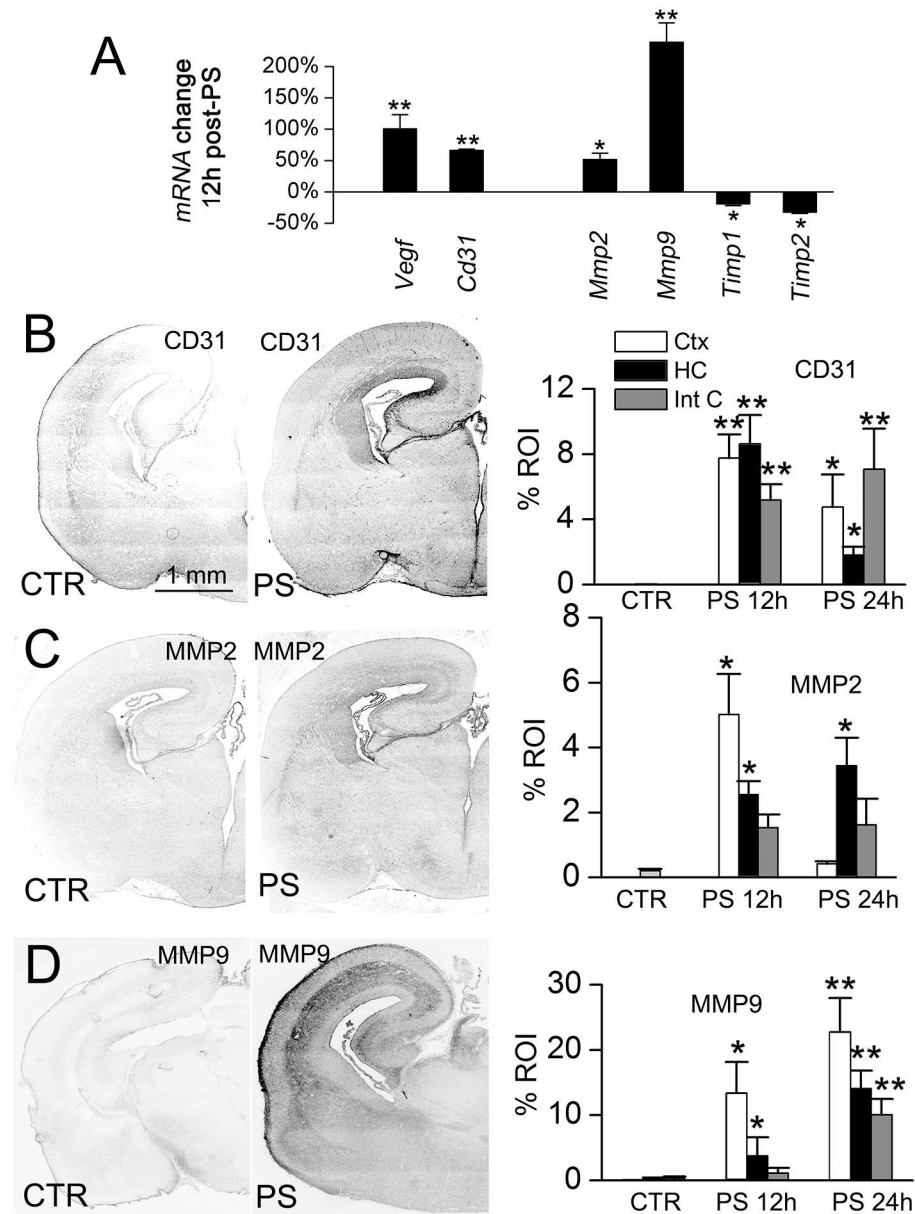 A
mRNA change
12h post-PS
200%
150%
100%
50%
0%
-50%
**
**
*
**
*
*
Vegf
Cd31
Mmp2
Mmp9
Timp1
Timp2
B
CD31
CTR
1 mm
CD31
PS
Ctx
HC
Int C
CD31
% ROI
12
8
4
0
**
**
**
*
*
**
CTR
PS 12h
PS 24h
C
MMP2
CTR
MMP2
PS
MMP2
% ROI
8
6
4
2
0
*
*
*
CTR
PS 12h
PS 24h
D
MMP9
CTR
MMP9
PS
MMP9
% ROI
30
20
10
0
*
*
**
**
**
CTR
PS 12h
PS 24h